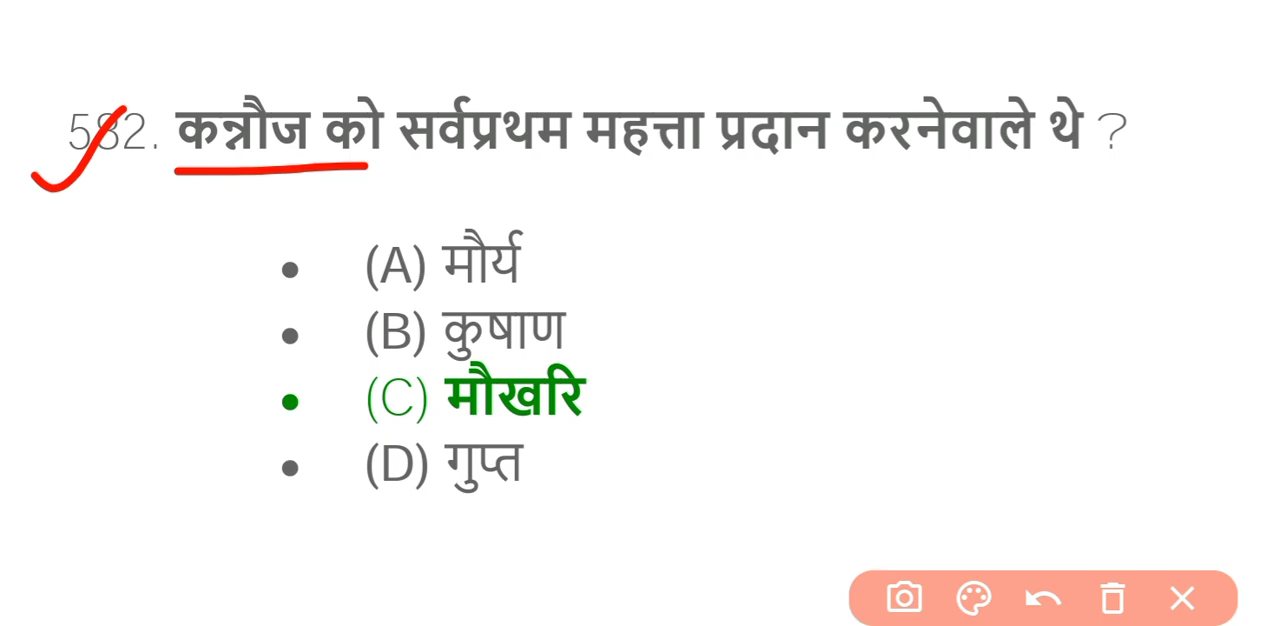 582. कन्नौज को सर्वप्रथम महत्ता प्रदान करनेवाले थे ?
(A) मौर्य
(B) कुषाण
(C) मौखरि
(D) गुप्त